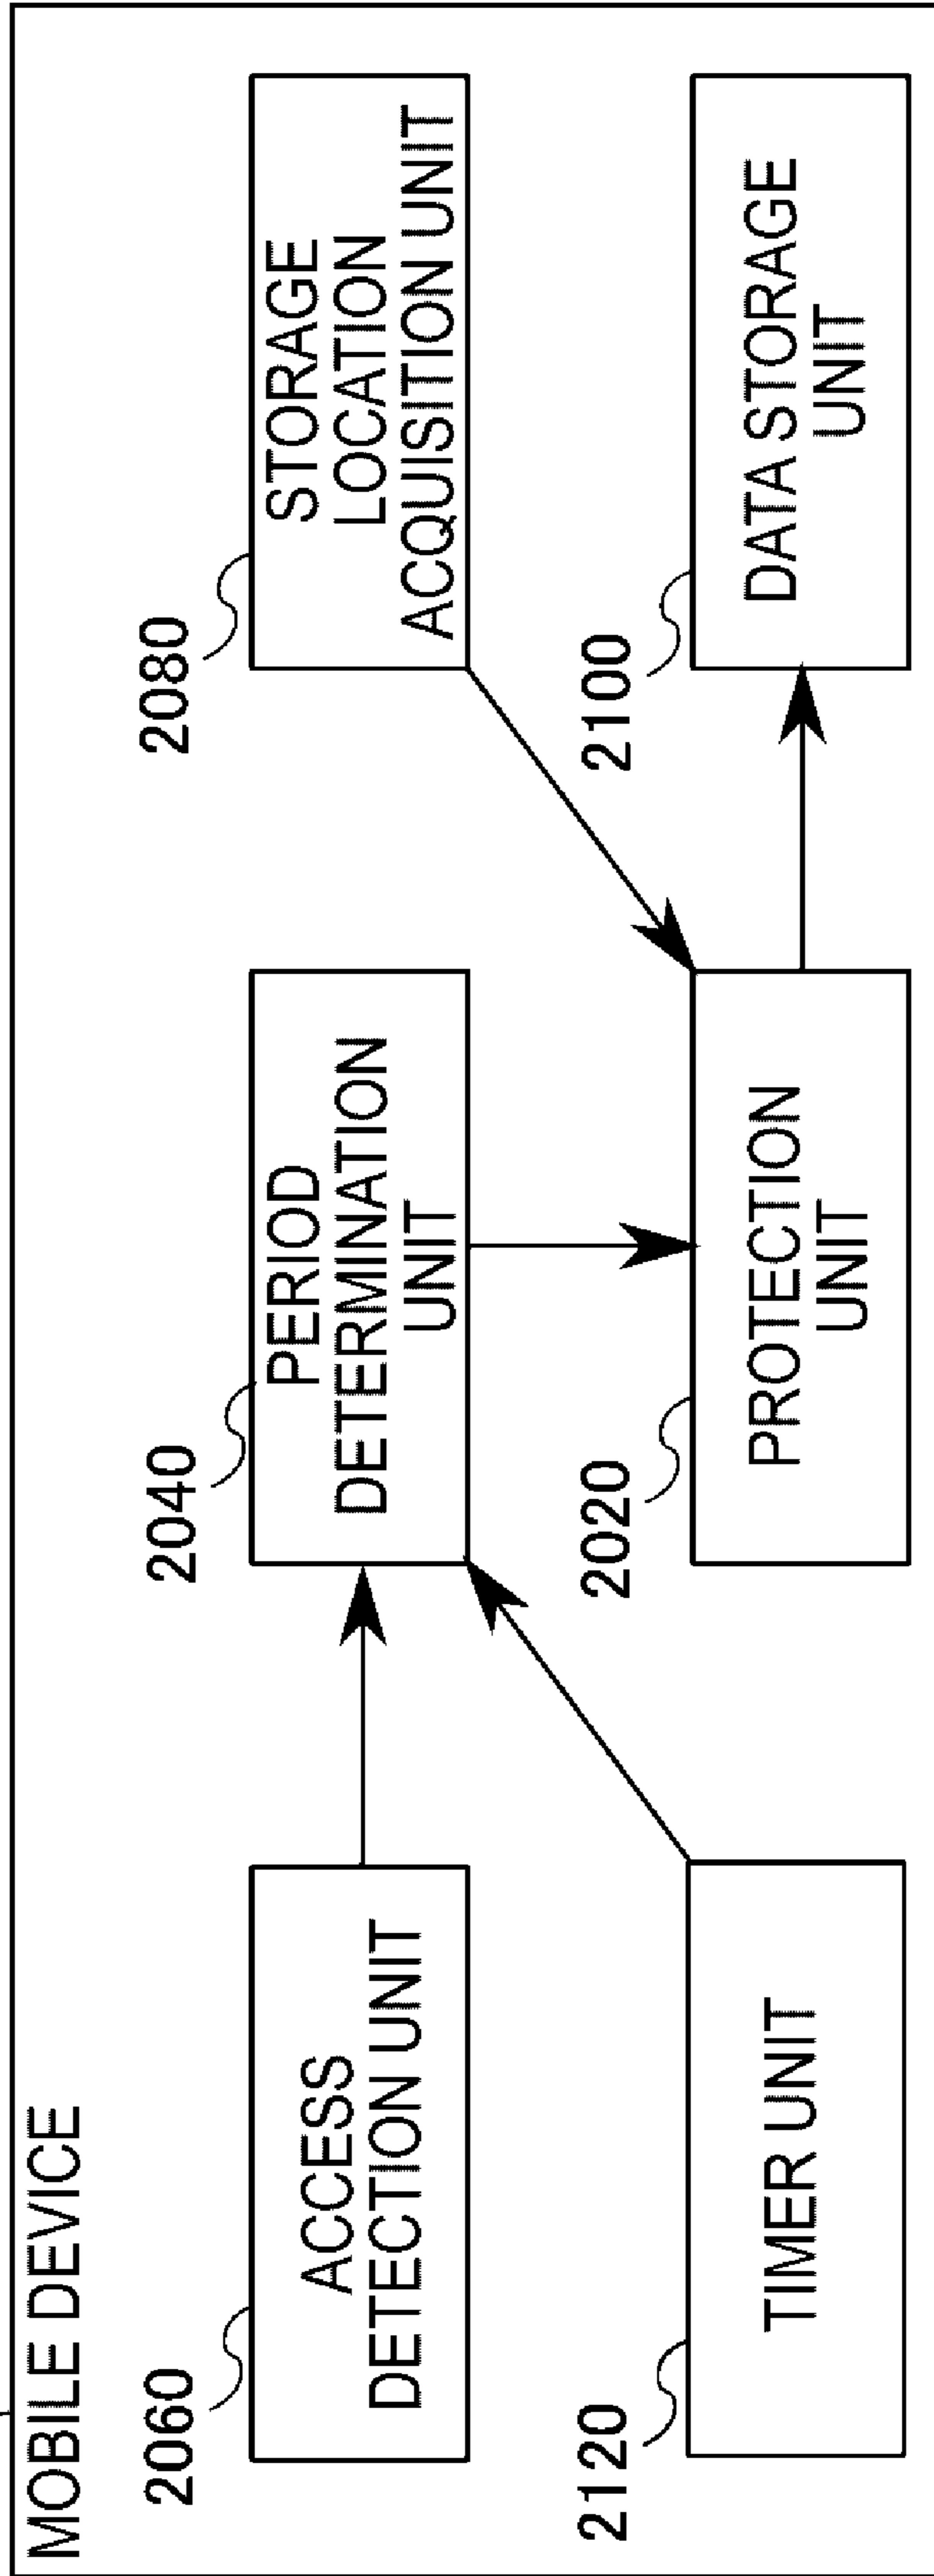 MOBILE DEVICE
2060
ACCESS
DETECTION UNIT
2040
PERIOD
DETERMINATION
UNIT
2080
STORAGE
LOCATION
ACQUISITION UNIT
2120
TIMER UNIT
2020
PROTECTION
UNIT
2100
DATA STORAGE
UNIT